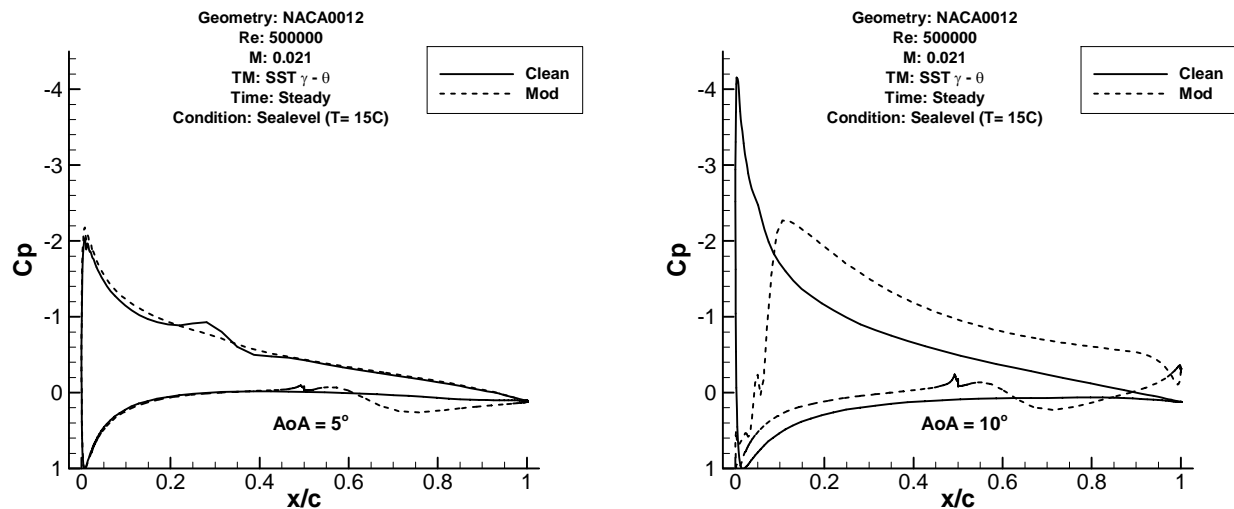 Geometry: NACA0012
Re: 500000
M: 0.021
TM: SST γ - θ
Time: Steady
Condition: Sealevel (T= 15C)
Clean
Mod
-4
-3
-2
-1
0
1
Cp
0
0.2
0.4
0.6
0.8
1
x/c
AoA = 5°
Geometry: NACA0012
Re: 500000
M: 0.021
TM: SST γ - θ
Time: Steady
Condition: Sealevel (T= 15C)
Clean
Mod
-4
-3
-2
-1
0
1
Cp
0
0.2
0.4
0.6
0.8
1
x/c
AoA = 10°